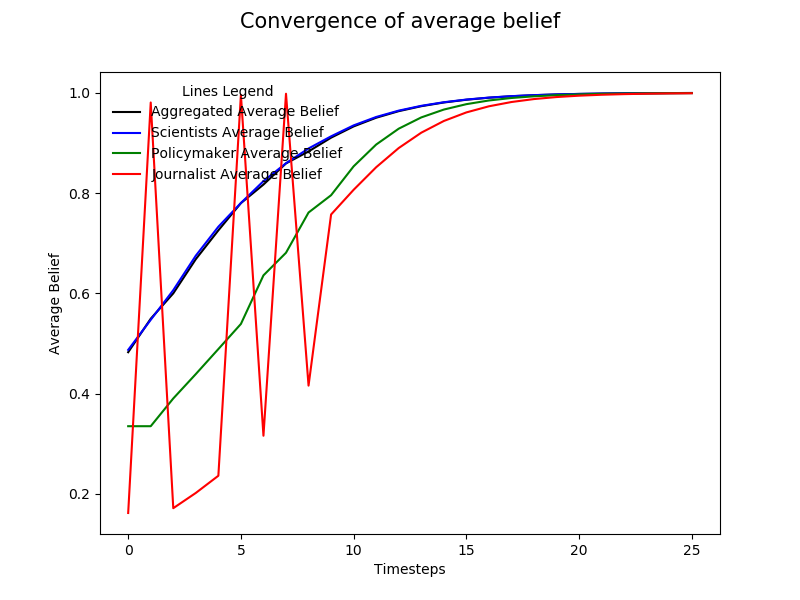 Convergence of average belief
Lines Legend
Aggregated Average Belief
Scientists Average Belief
Policymaker Average Belief
Journalist Average Belief
1.0
0.8
0.6
0.4
0.2
Average Belief
0 5 10 15 20 25
Timesteps